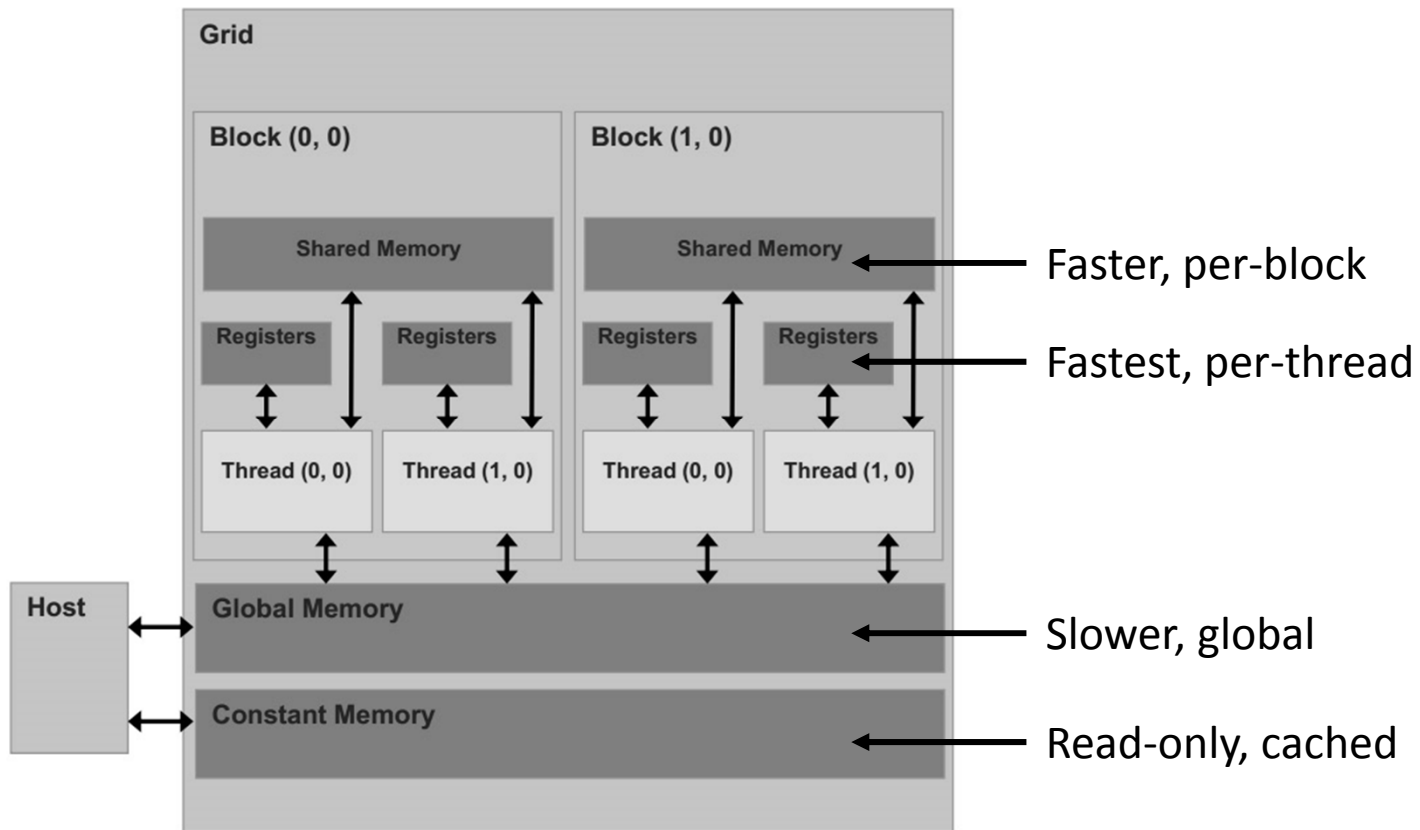 Grid
Block (0, 0)
Block (1, 0)
Shared Memory
Shared Memory
Faster, per-block
Registers
Registers
Registers
Registers
Fastest, per-thread
Thread (0, 0)
Thread (1, 0)
Thread (0, 0)
Thread (1, 0)
Host
Global Memory
Slower, global
Constant Memory
Read-only, cached